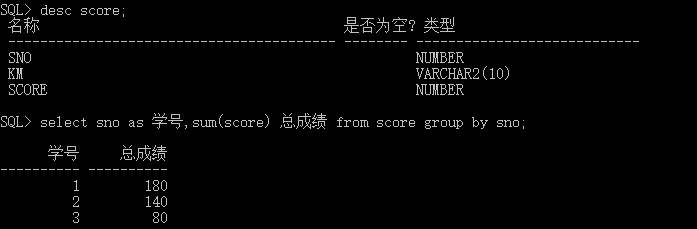 SQL> desc score;
名称 是否为空? 类型
----------------------------------------- -------- ----------------------------
SNO NUMBER
KM VARCHAR2(10)
SCORE NUMBER
SQL> select sno as 学号,sum(score) 总成绩 from score group by sno;
学号 总成绩
---------- ----------
1 180
2 140
3 80